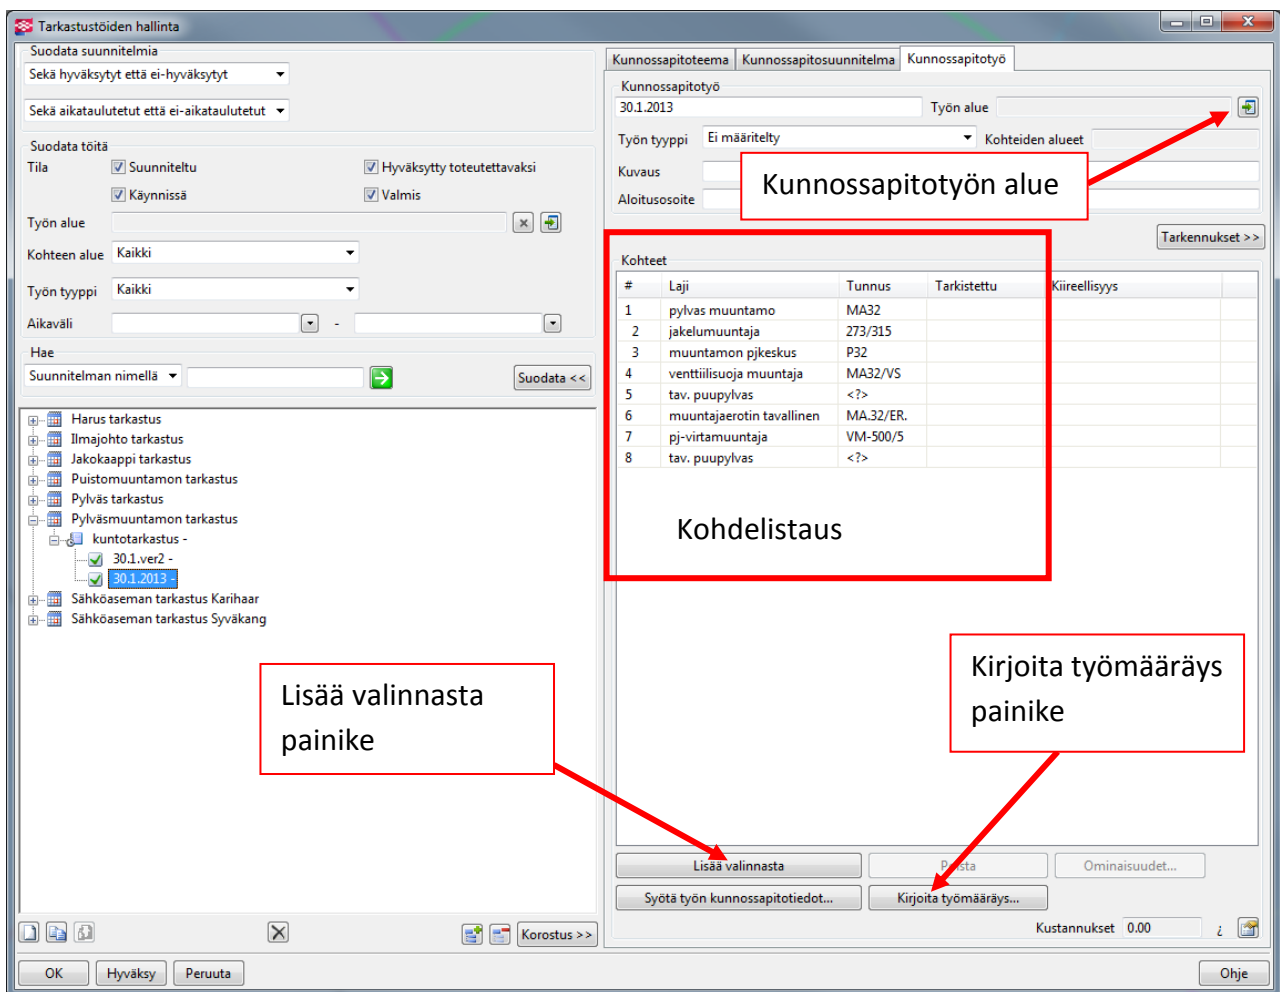 Tarkastustöiden hallinta
Suodata suunnitelmia
Sekä hyväksytyt että ei-hyväksytyt
Sekä aikataulutetut että ei-aikataulutetut
Suodata töitä
Tila Suunniteltu Hyväksytty toteutettavaksi
Käynnissä Valmis
Työn alue
Kohteen alue Kaikki
Työn tyyppi Kaikki
Aikaväli -
Hae
Suunnitelman nimellä Suodata <<
Harus tarkastus
Ilmajohto tarkastus
Jakokaappi tarkastus
Puistomuuntamon tarkastus
Pylväs tarkastus
Pylväsmuuntamon tarkastus
kuntotarkastus -
30.1.ver2 -
30.1.2013 -
Sähköaseman tarkastus Karihaar
Sähköaseman tarkastus Syväkang
Lisää valinnasta
painike
Korostus >>
OK Hyväksy Peruuta
Kunnossapitoteema Kunnossapitosuunnitelma Kunnossapitotyö
Kunnossapitotyö
30.1.2013 Työn alue
Työn tyyppi Ei määritelty Kohteiden alueet
Kuvaus
Aloitusosoite
Kunnossapitotyön alue
Tarkennukset >>
Kohteet
# Laji Tunnus Tarkistettu Kiireellisyys
1 pylvas muuntamo MA32
2 jakelumuuntaja 273/315
3 muuntamon pjkeskus P32
4 venttiilisuoja muuntaja MA32/VS
5 tav. puupylvas <?>
6 muuntajaerotin tavallinen MA.32/ER.
7 pj-virtamuuntaja VM-500/5
8 tav. puupylvas <?>
Kohdelistaus
Kirjoita työmääräys
painike
Lisää valinnasta Poista Ominaisuudet...
Syötä työn kunnossapitotiedot... Kirjoita työmääräys...
Kustannukset 0.00 ¿
Ohje